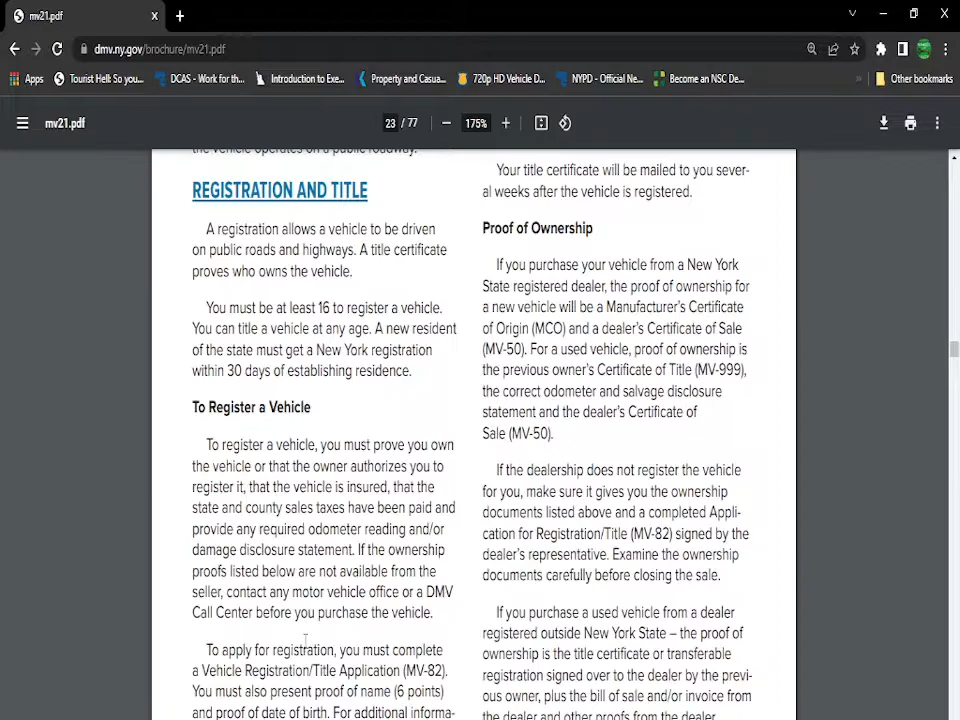 mv21.pdf
dmv.ny.gov/brochure/mv21.pdf
Apps
Tourist Helt: So you...
DCAS - Work for th...
Introduction to Exe...
Property and Casua...
720p HD Vehicle D...
NYPD - Official Ne...
Become an NSC De...
»
Other bookmarks
mv21.pdf
23 / 77
175%
the vehicle operates on a public roadway.
REGISTRATION AND TITLE
A registration allows a vehicle to be driven
on public roads and highways. A title certificate
proves who owns the vehicle.
You must be at least 16 to register a vehicle.
You can title a vehicle at any age. A new resident
of the state must get a New York registration
within 30 days of establishing residence.
To Register a Vehicle
To register a vehicle, you must prove you own
the vehicle or that the owner authorizes you to
register it, that the vehicle is insured, that the
state and county sales taxes have been paid and
provide any required odometer reading and/or
damage disclosure statement. If the ownership
proofs listed below are not available from the
seller, contact any motor vehicle office or a DMV
Call Center before you purchase the vehicle.
To apply for registration, you must complete
a Vehicle Registration/Title Application (MV-82).
You must also present proof of name (6 points)
and proof of date of birth. For additional informa-
Your title certificate will be mailed to you sever-
al weeks after the vehicle is registered.
Proof of Ownership
If you purchase your vehicle from a New York
State registered dealer, the proof of ownership for
a new vehicle will be a Manufacturer's Certificate
of Origin (MCO) and a dealer's Certificate of Sale
(MV-50). For a used vehicle, proof of ownership is
the previous owner's Certificate of Title (MV-999),
the correct odometer and salvage disclosure
statement and the dealer's Certificate of
Sale (MV-50).
If the dealership does not register the vehicle
for you, make sure it gives you the ownership
documents listed above and a completed Appli-
cation for Registration/Title (MV-82) signed by the
dealer's representative. Examine the ownership
documents carefully before closing the sale.
If you purchase a used vehicle from a dealer
registered outside New York State – the proof of
ownership is the title certificate or transferable
registration signed over to the dealer by the previ-
ous owner, plus the bill of sale and/or invoice from
the dealer and other proofs from the dealer